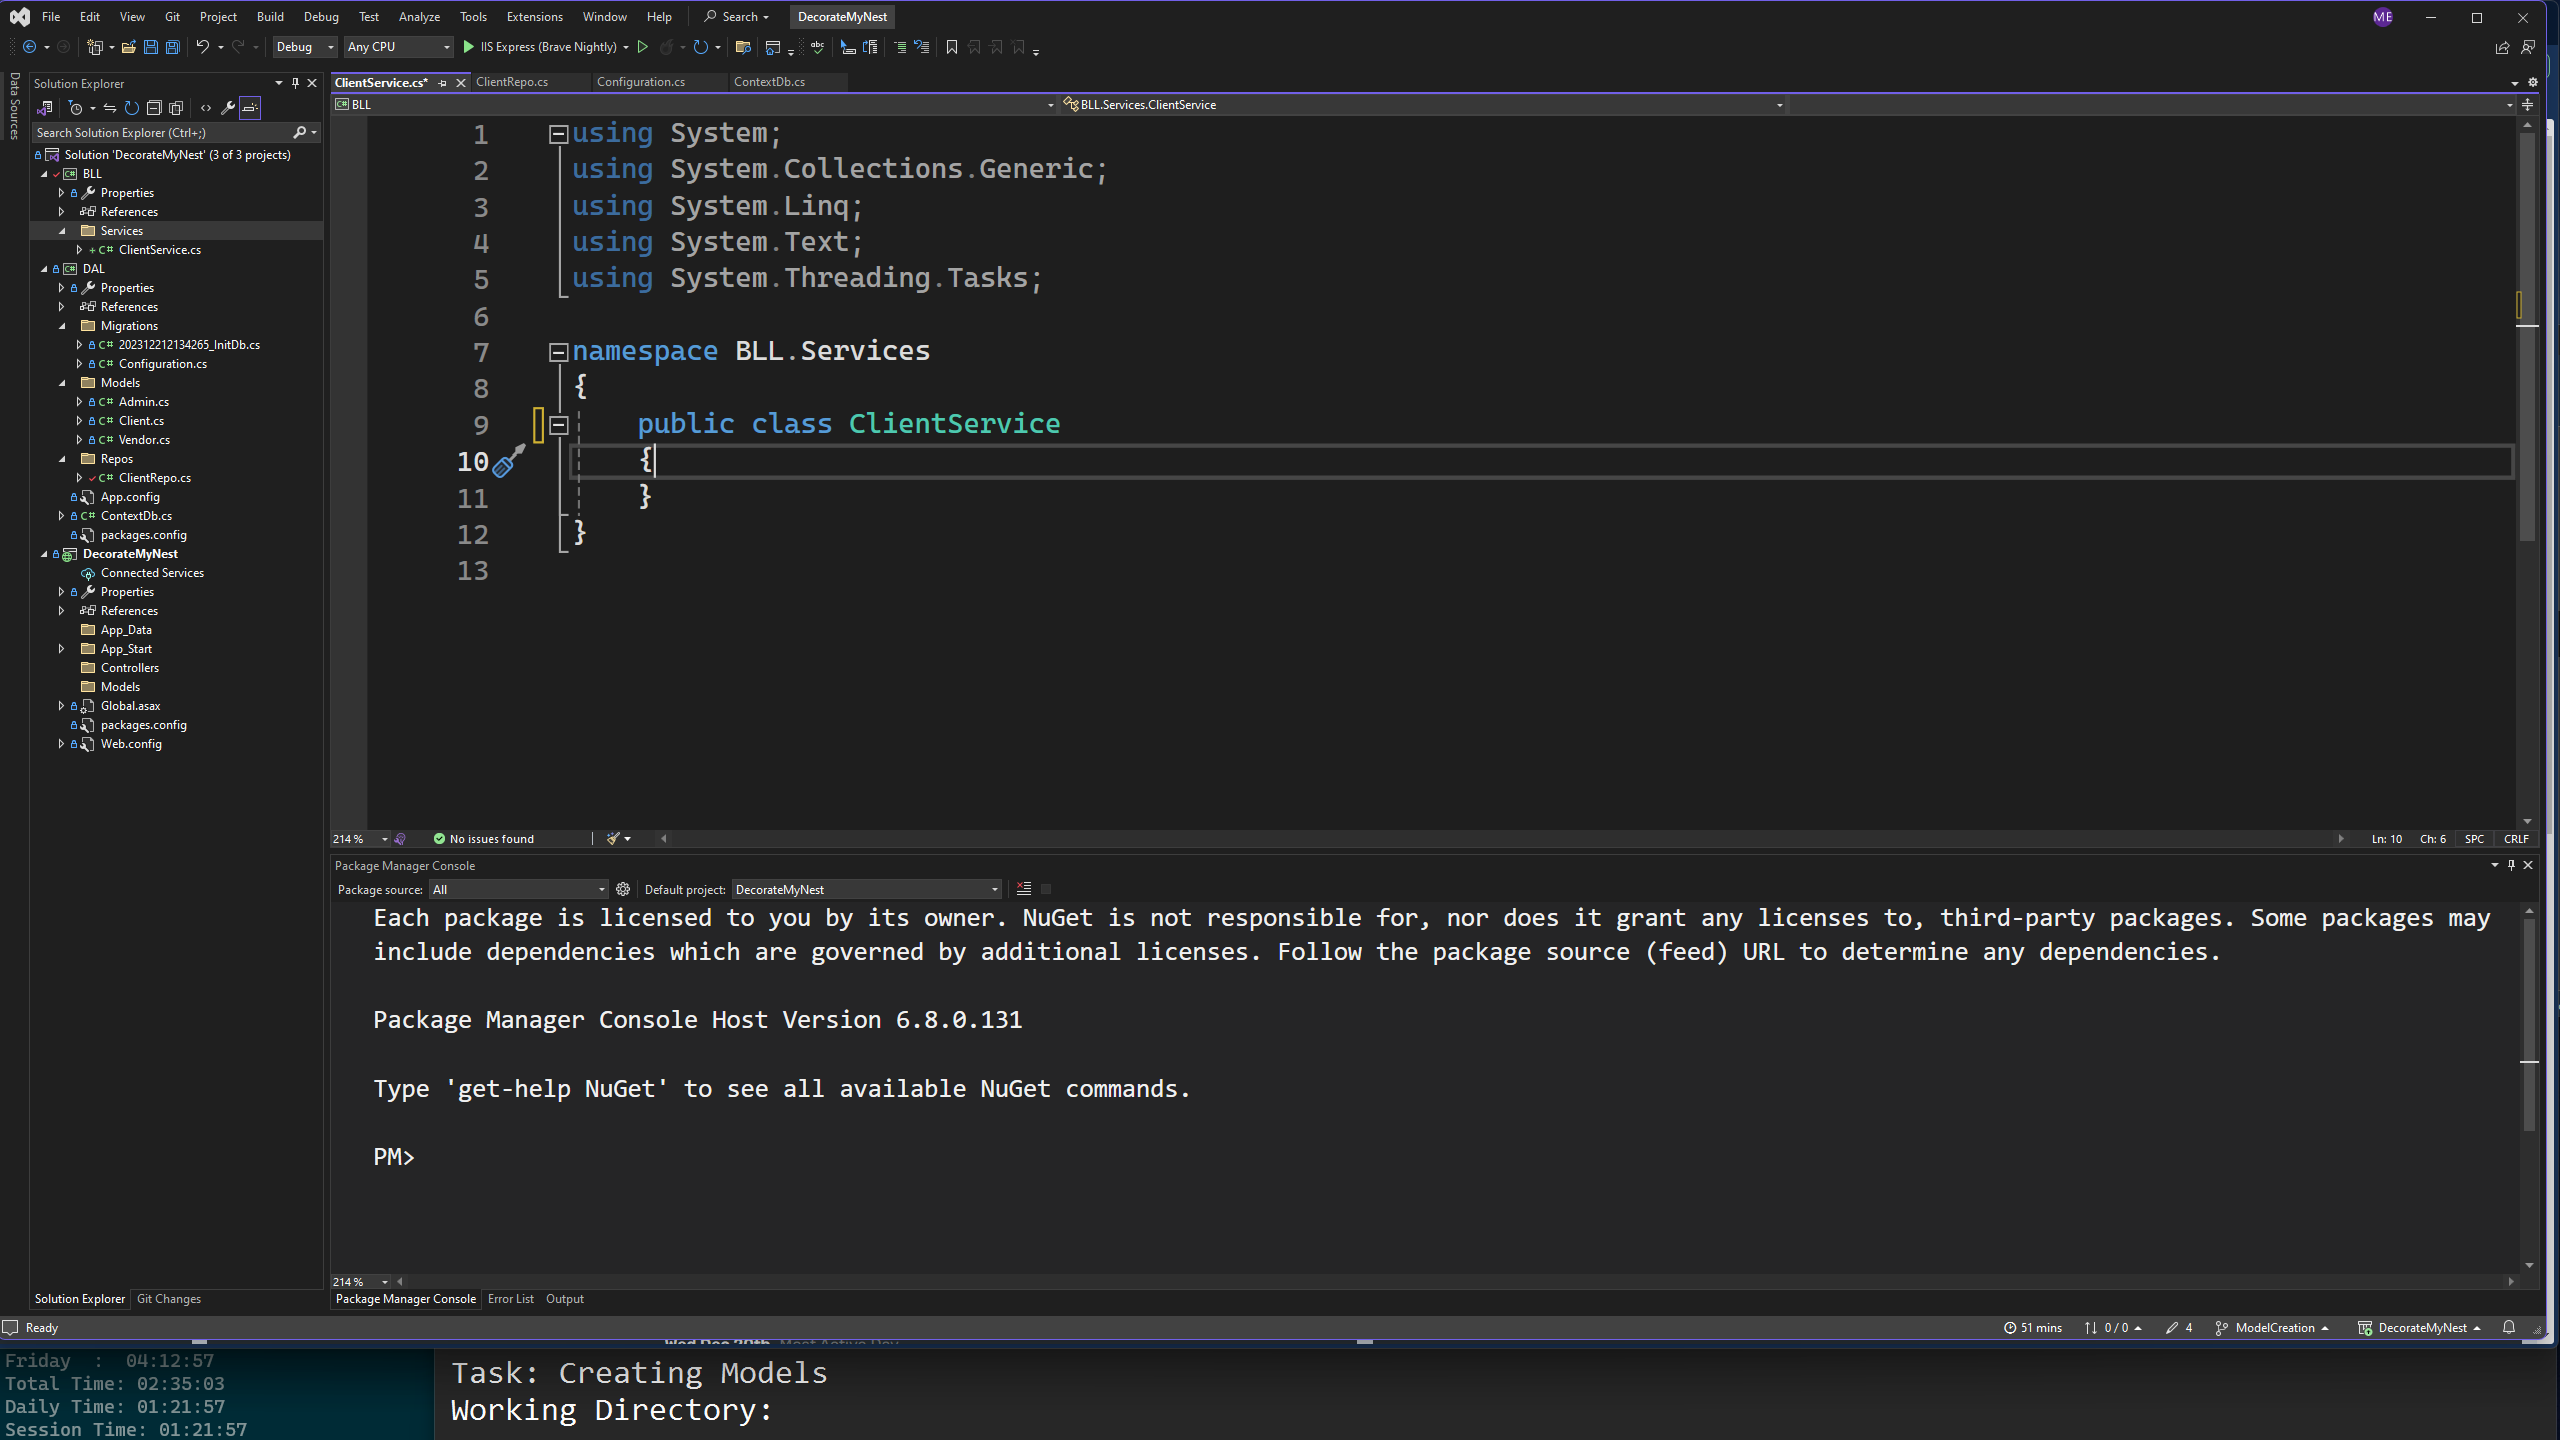 File Edit View Git Project Build Debug Test Analyze Tools Extensions Window Help Search DecorateMyNest ME
Debug Any CPU IIS Express (Brave Nightly)
Data Sources
Solution Explorer
Search Solution Explorer (Ctrl+;)
Solution 'DecorateMyNest' (3 of 3 projects)
C# BLL
Properties
References
Services
+ C# ClientService.cs
C# DAL
Properties
References
Migrations
C# 202312212134265_InitDb.cs
C# Configuration.cs
Models
C# Admin.cs
C# Client.cs
C# Vendor.cs
Repos
C# ClientRepo.cs
App.config
C# ContextDb.cs
packages.config
DecorateMyNest
Connected Services
Properties
References
App_Data
App_Start
Controllers
Models
Global.asax
packages.config
Web.config
Solution Explorer Git Changes
ClientService.cs* ClientRepo.cs Configuration.cs ContextDb.cs
C# BLL BLL.Services.ClientService
1 using System;
2 using System.Collections.Generic;
3 using System.Linq;
4 using System.Text;
5 using System.Threading.Tasks;
6
7 namespace BLL.Services
8 {
9 public class ClientService
10 {
11 }
12 }
13
214 % No issues found Ln: 10 Ch: 6 SPC CRLF
Package Manager Console
Package source: All Default project: DecorateMyNest
Each package is licensed to you by its owner. NuGet is not responsible for, nor does it grant any licenses to, third-party packages. Some packages may
include dependencies which are governed by additional licenses. Follow the package source (feed) URL to determine any dependencies.
Package Manager Console Host Version 6.8.0.131
Type 'get-help NuGet' to see all available NuGet commands.
PM>
214 %
Package Manager Console Error List Output
Ready 51 mins 0 / 0 4 ModelCreation DecorateMyNest
Friday : 04:12:57
Total Time: 02:35:03
Daily Time: 01:21:57
Session Time: 01:21:57
Task: Creating Models
Working Directory: